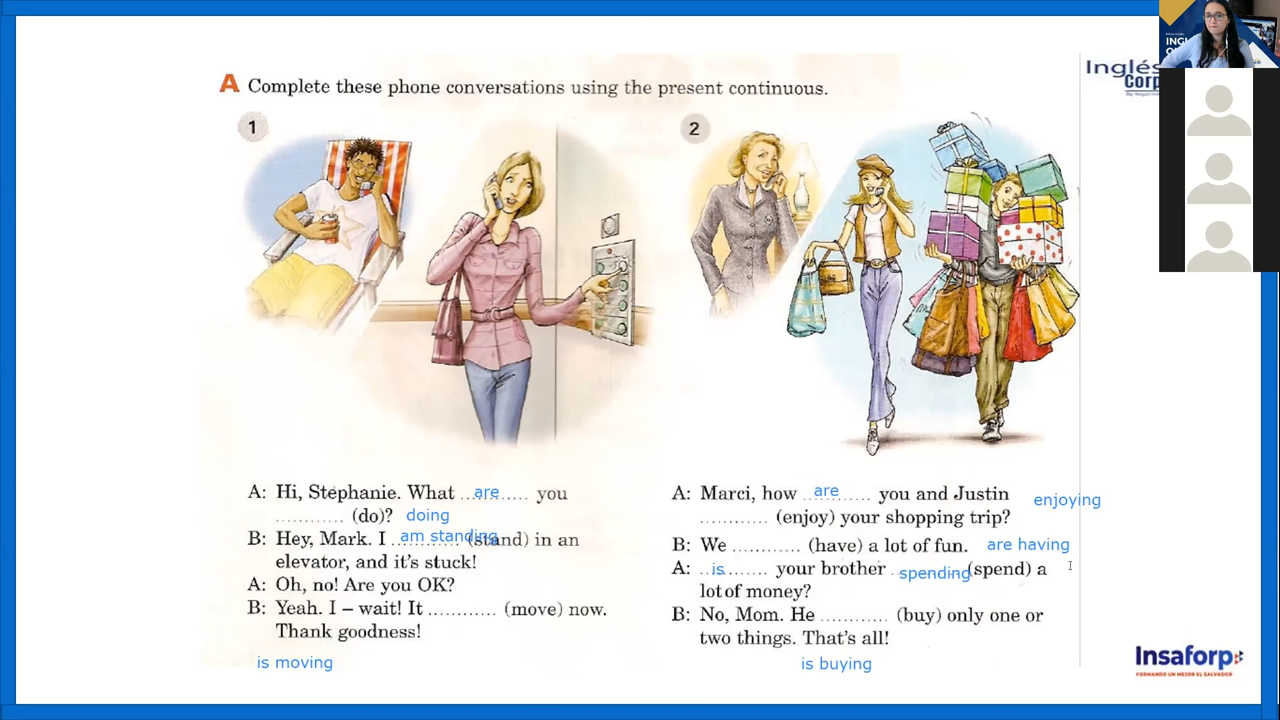 A Complete these phone conversations using the present continuous.
1
2
A: Hi, Stephanie. What ............ you
are
............ (do)?
doing
B: Hey, Mark. I ............ (stand) in an
am standing
elevator, and it's stuck!
A: Oh, no! Are you OK?
B: Yeah. I – wait! It ............ (move) now.
Thank goodness!
is moving
A: Marci, how ............ you and Justin
are
enjoying
............ (enjoy) your shopping trip?
B: We ............ (have) a lot of fun.
are having
A: ............ your brother ............ (spend) a
is
spending
lot of money?
B: No, Mom. He ............ (buy) only one or
two things. That's all!
is buying
Inglés
Corp
Insaforp
FORMANDO UN MEJOR EL SALVADOR